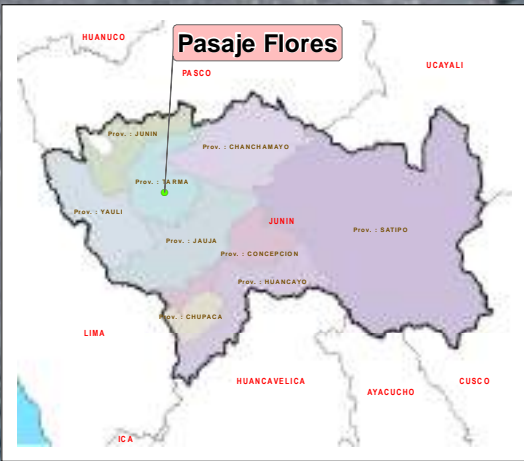 HUANUCO
Pasaje Flores
PASCO
UCAYALI
Prov. : JUNIN
Prov. : CHANCHAMAYO
Prov. : TARMA
Prov. : YAULI
JUNIN
Prov. : SATIPO
Prov. : JAUJA
Prov. : CONCEPCIÓN
Prov. : HUANCAYO
Prov. : CHUPACA
LIMA
HUANCAVELICA
AYACUCHO
CUSCO
ICA